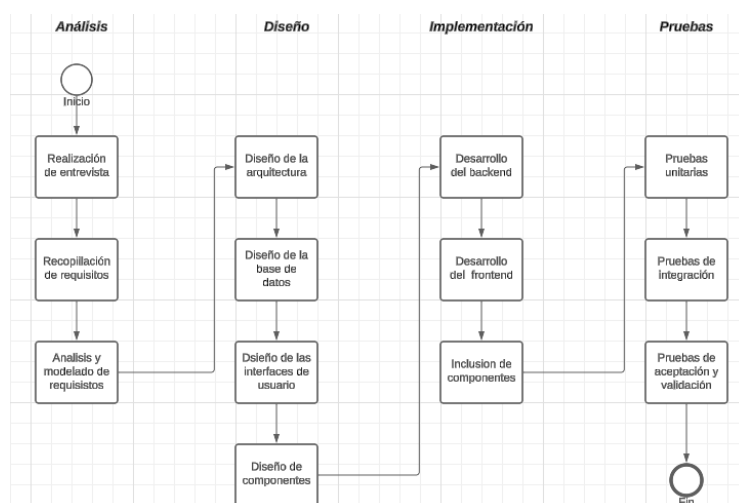 Análisis
Diseño
Implementación
Pruebas
Inicio
Realización
de entrevista
Recopillación
de requisitos
Analisis y
modelado de
requisistos
Diseño de la
arquitectura
Diseño de la
base de
datos
Dsieño de las
interfaces de
usuario
Diseño de
componentes
Desarrollo
del backend
Desarrollo
del frontend
Inclusion de
componentes
Pruebas
unitarias
Pruebas de
integración
Pruebas de
aceptación y
validación
Fin